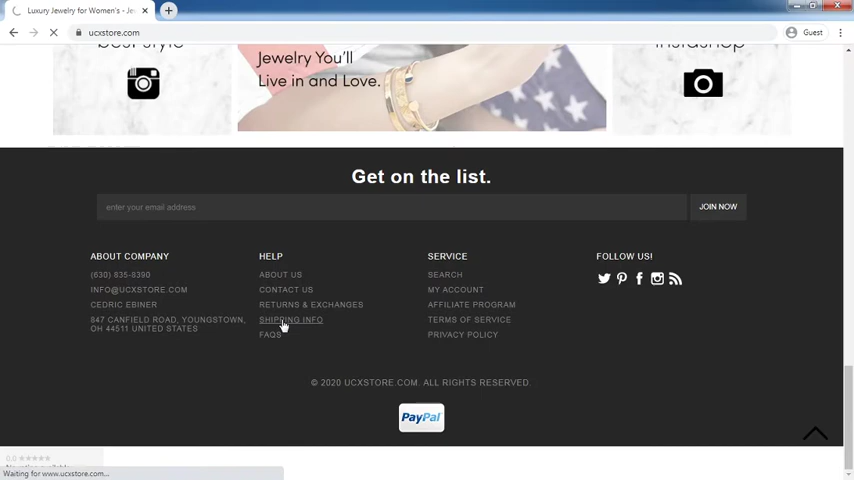 Luxury Jewelry for Women's - Jew
ucxstore.com
Guest
best style
Jewelry You'll
Live in and Love.
instashop
Get on the list.
enter your email address
JOIN NOW
ABOUT COMPANY
(630) 835-8390
INFO@UCXSTORE.COM
CEDRIC EBINER
847 CANFIELD ROAD, YOUNGSTOWN,
OH 44511 UNITED STATES
HELP
ABOUT US
CONTACT US
RETURNS & EXCHANGES
SHIPPING INFO
FAQS
SERVICE
SEARCH
MY ACCOUNT
AFFILIATE PROGRAM
TERMS OF SERVICE
PRIVACY POLICY
FOLLOW US!
© 2020 UCXSTORE.COM. ALL RIGHTS RESERVED.
PayPal
0.0
Waiting for www.ucxstore.com...